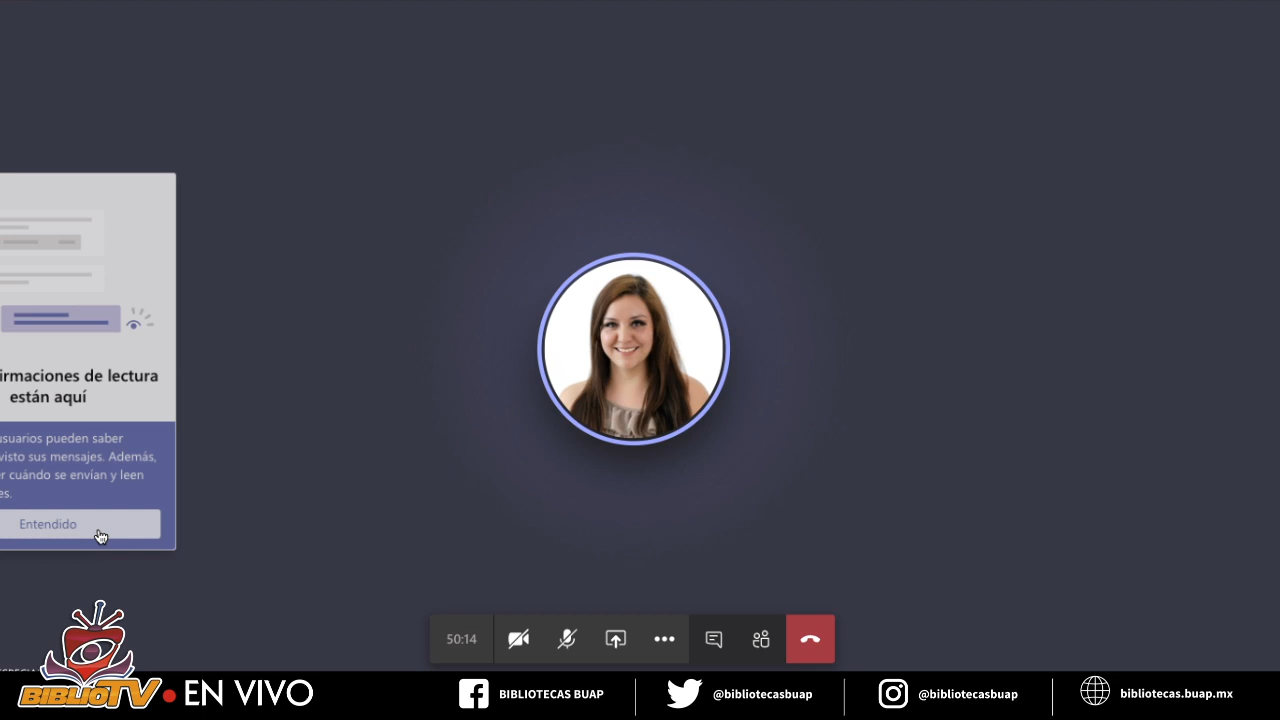 irmaciones de lectura
están aquí
usuarios pueden saber
visto sus mensajes. Además,
r cuándo se envían y leen
es.
Entendido
50:14
BIBLIOTV
EN VIVO
BIBLIOTECAS BUAP
@bibliotecasbuap
@bibliotecasbuap
bibliotecas.buap.mx